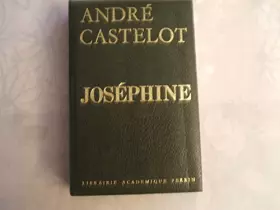 ANDRÉ
CASTELOT
JOSÉPHINE
LIBRAIRIE ACADÉMIQUE PERRIN